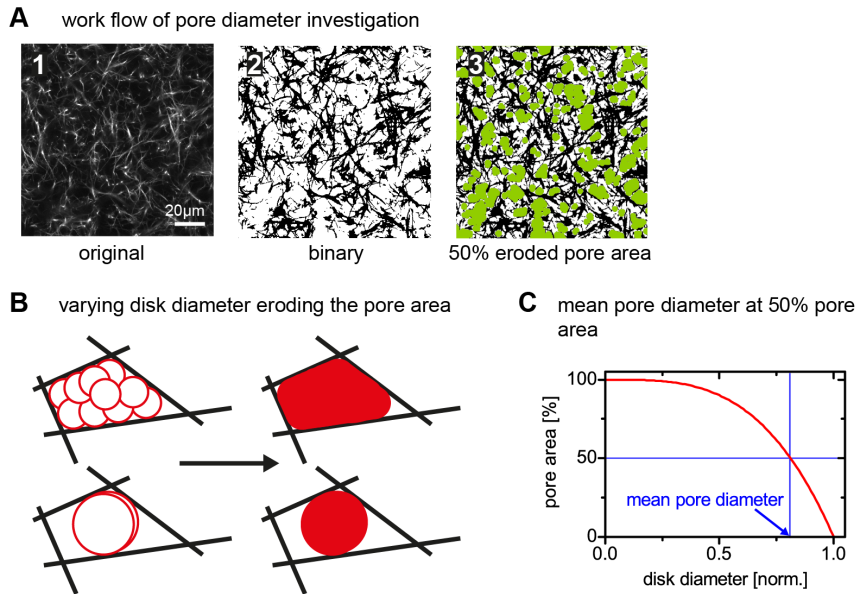 A work flow of pore diameter investigation
1 2 3
20µm
original binary 50% eroded pore area
B varying disk diameter eroding the pore area
C mean pore diameter at 50% pore
area
100
50
0
pore area [%]
mean pore diameter
0.0 0.5 1.0
disk diameter [norm.]